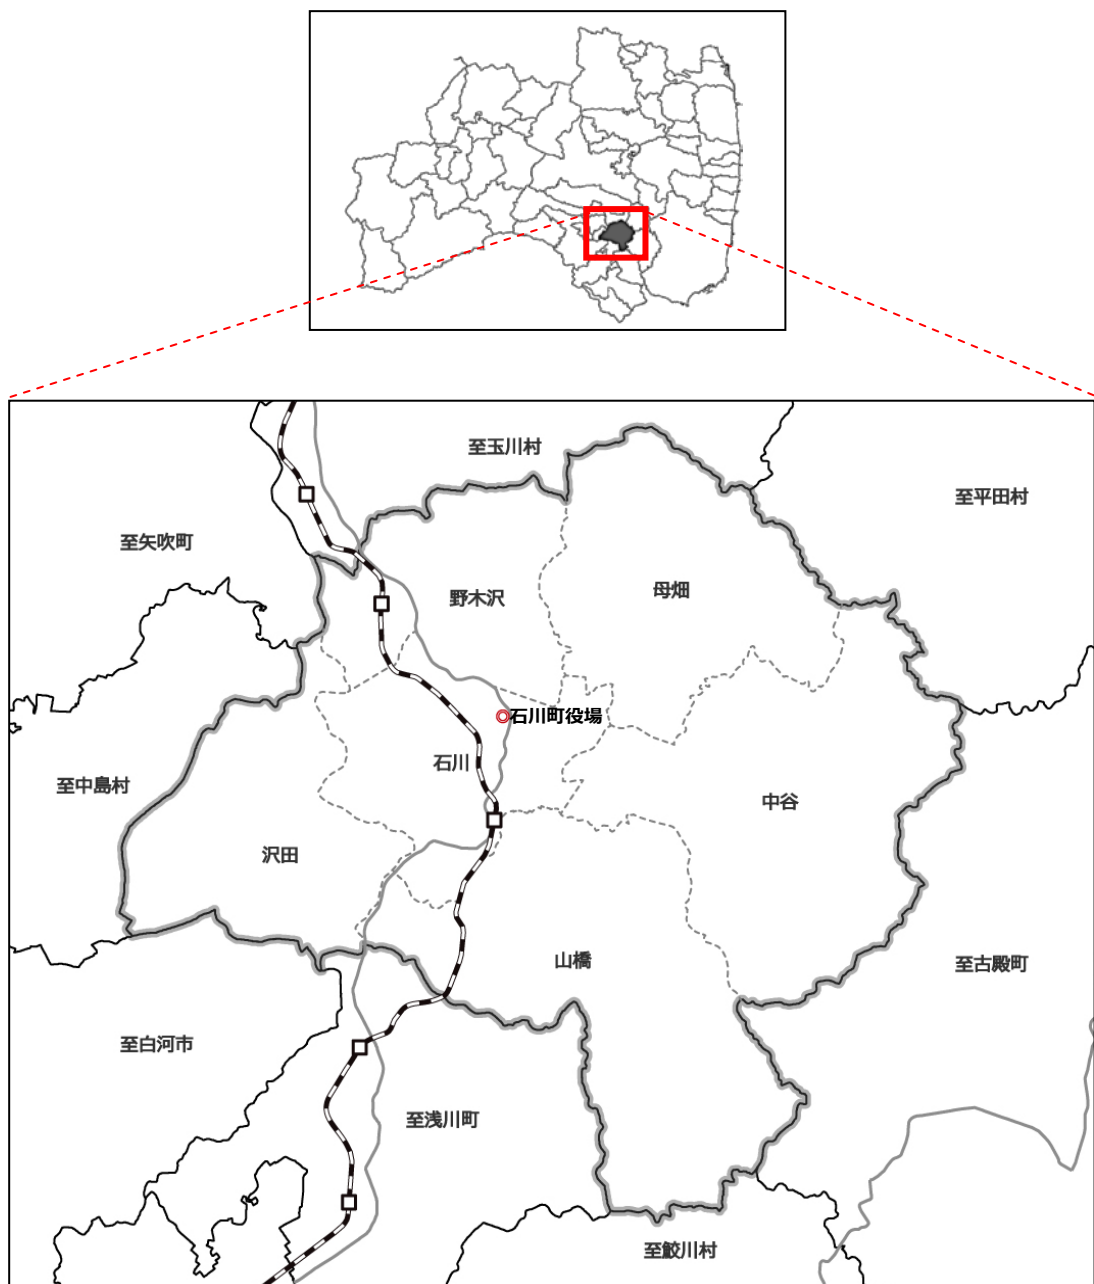 至玉川村
至平田村
至矢吹町
野木沢
母畑
石川町役場
石川
至中島村
中谷
沢田
山橋
至古殿町
至白河市
至浅川町
至鮫川村